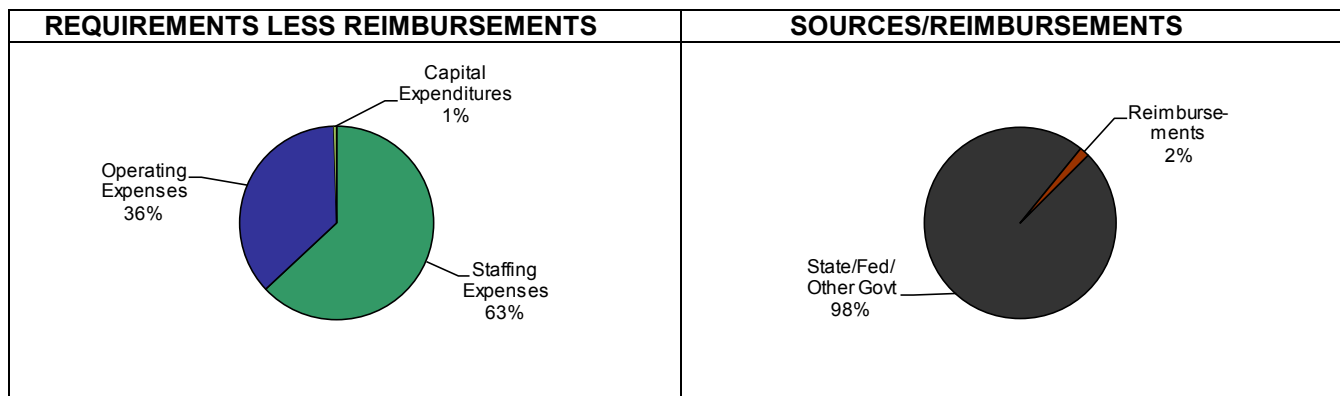 REQUIREMENTS LESS REIMBURSEMENTS
Capital
Expenditures
1%
Operating
Expenses
36%
Staffing
Expenses
63%
SOURCES/REIMBURSEMENTS
Reimburse-
ments
2%
State/Fed/
Other Govt
98%